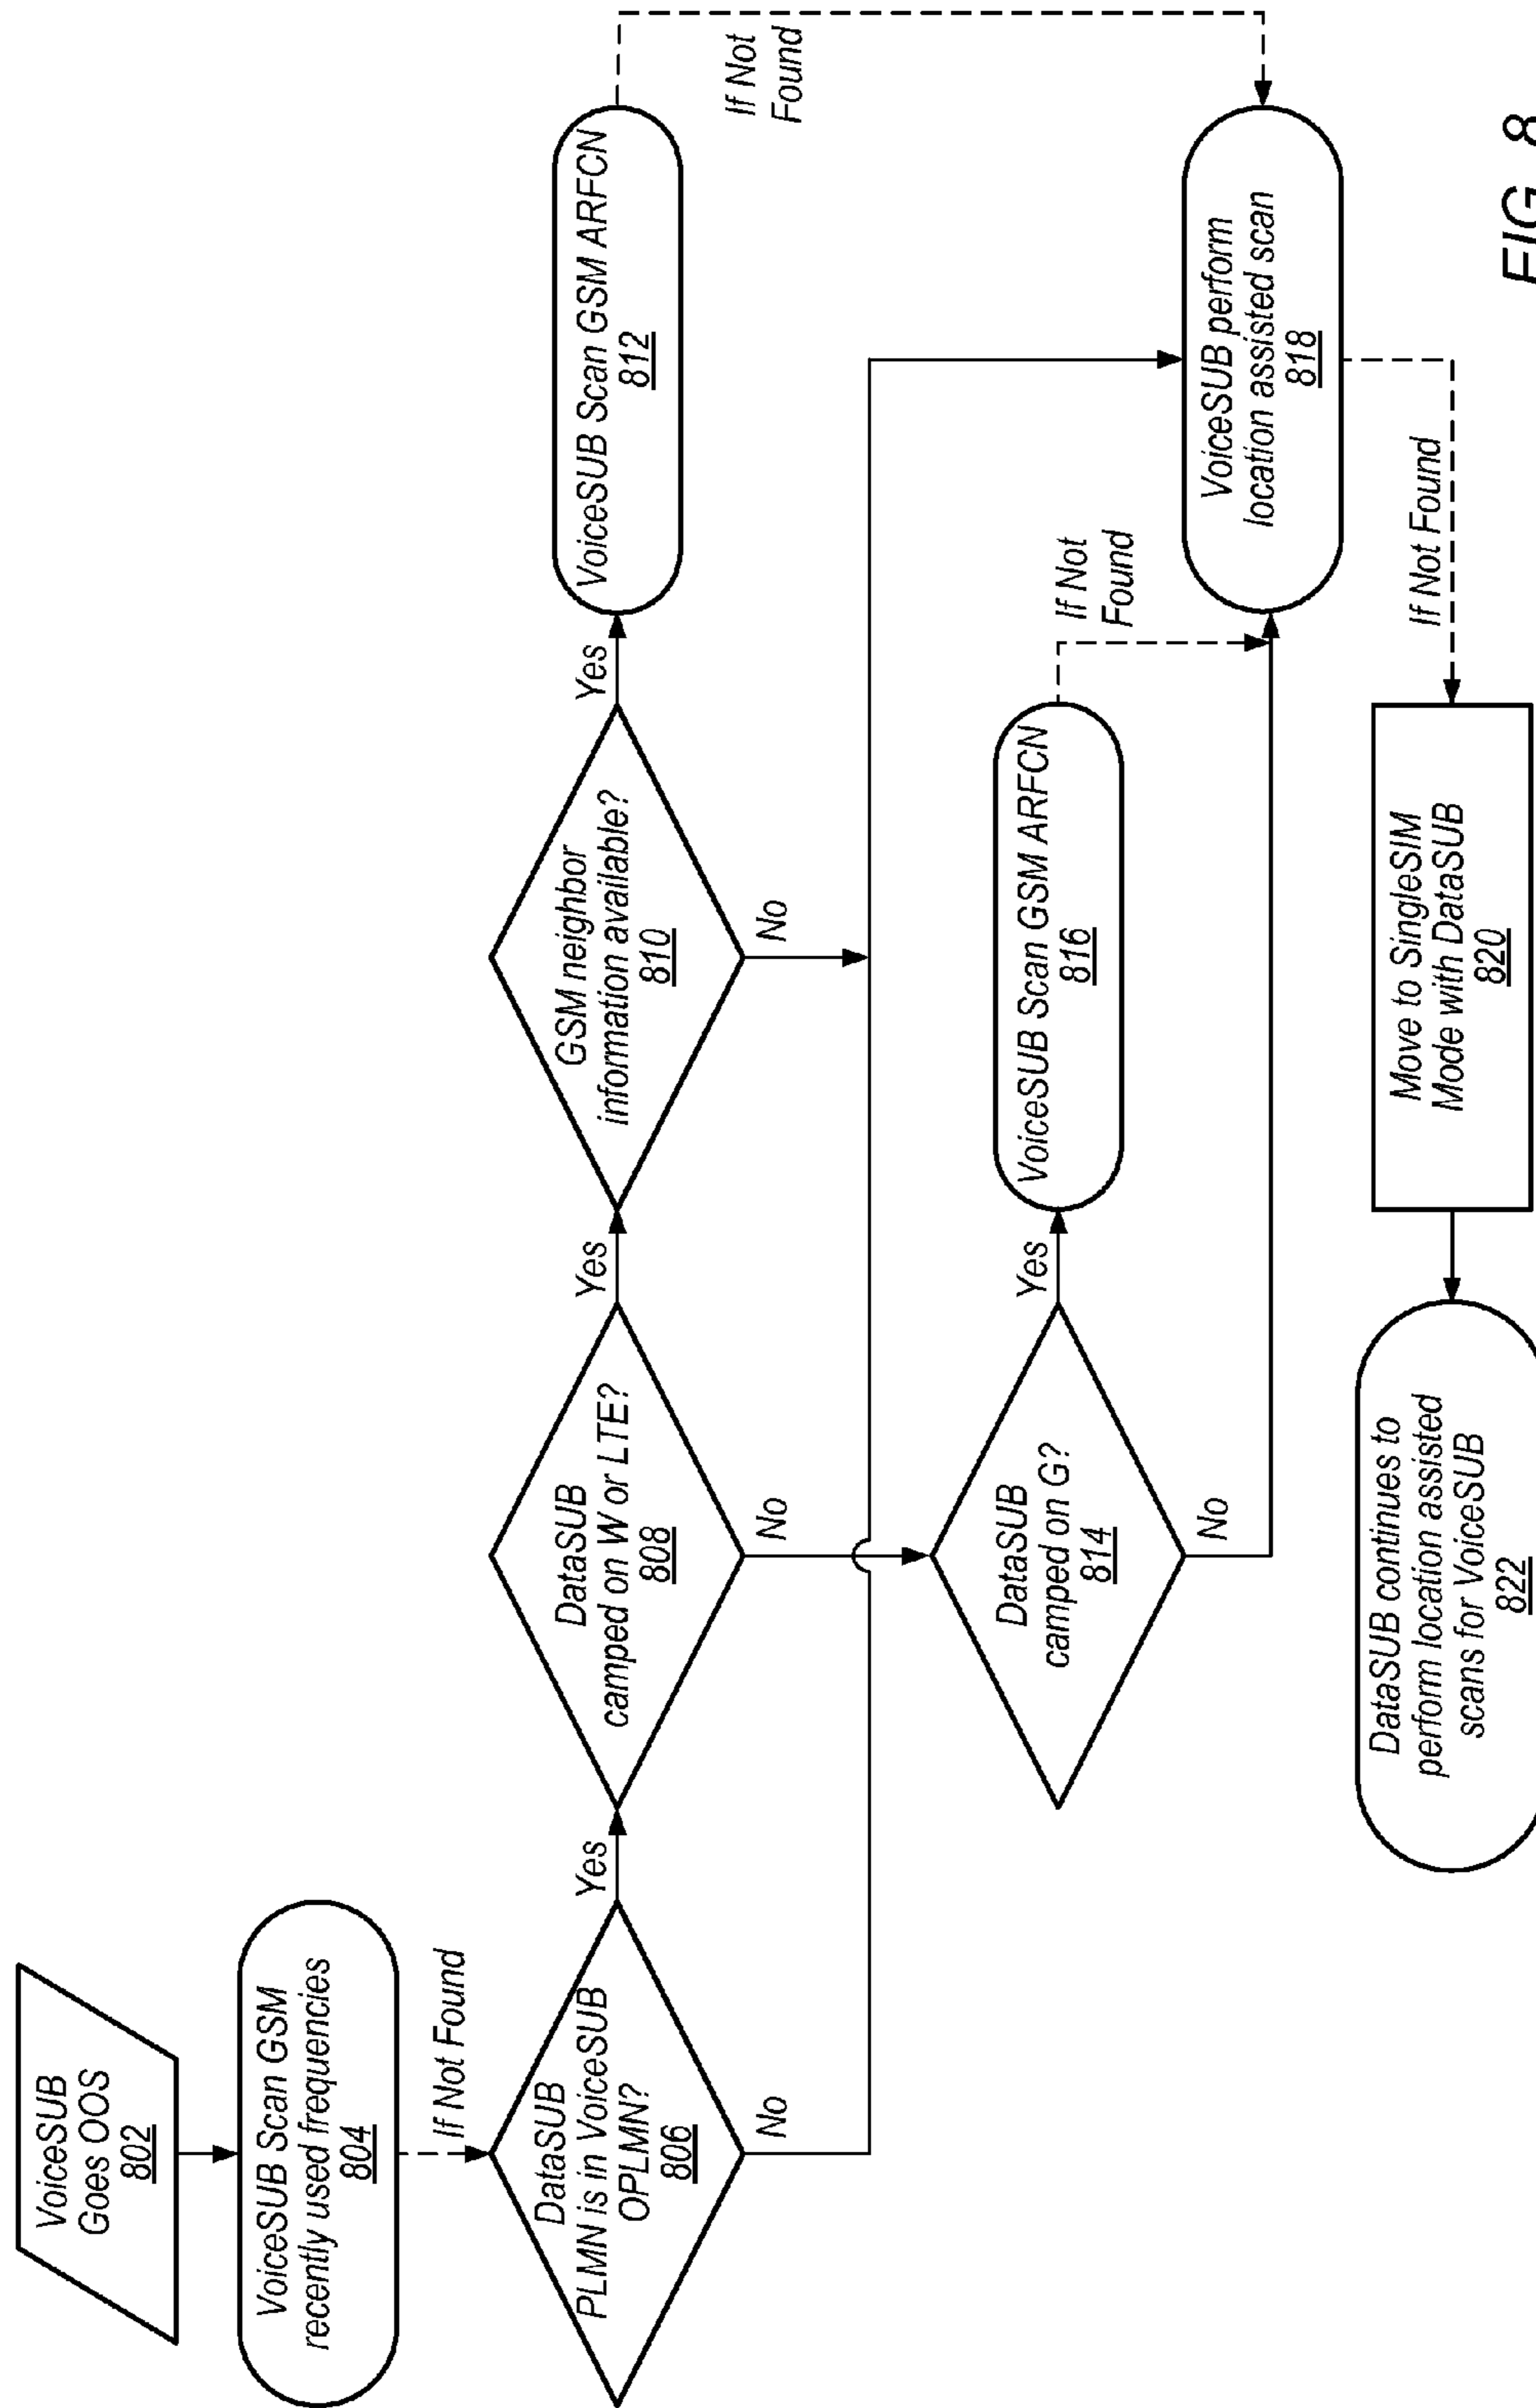 VoiceSUB
Goes OOS
802
VoiceSUB Scan GSM
recently used frequencies
804
If Not Found
DataSUB
PLMN is in VoiceSUB
OPLMN?
806
Yes
No
DataSUB
camped on W or LTE?
808
Yes
No
GSM neighbor
information available?
810
Yes
No
VoiceSUB Scan GSM ARFCN
812
If Not
Found
DataSUB
camped on G?
814
Yes
No
VoiceSUB Scan GSM ARFCN
816
If Not
Found
VoiceSUB perform
location assisted scan
818
If Not Found
Move to SingleSIM
Mode with DataSUB
820
DataSUB continues to
perform location assisted
scans for VoiceSUB
822
FIG. 8